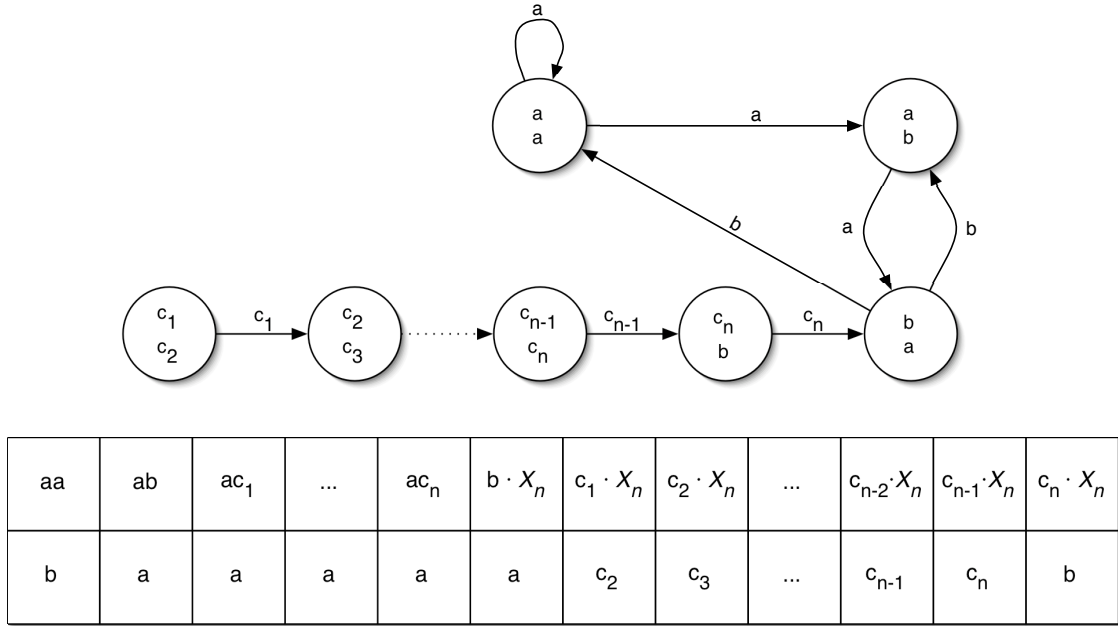 a
a
a
a
a
b
b
a
b
c₁
c₂
c₁
c₂
c₃
cₙ₋₁
cₙ
cₙ₋₁
cₙ
b
cₙ
b
a
aa ab ac₁ ... acₙ b · Xₙ c₁ · Xₙ c₂ · Xₙ ... cₙ₋₂·Xₙ cₙ₋₁·Xₙ cₙ · Xₙ
b a a a a a c₂ c₃ ... cₙ₋₁ cₙ b